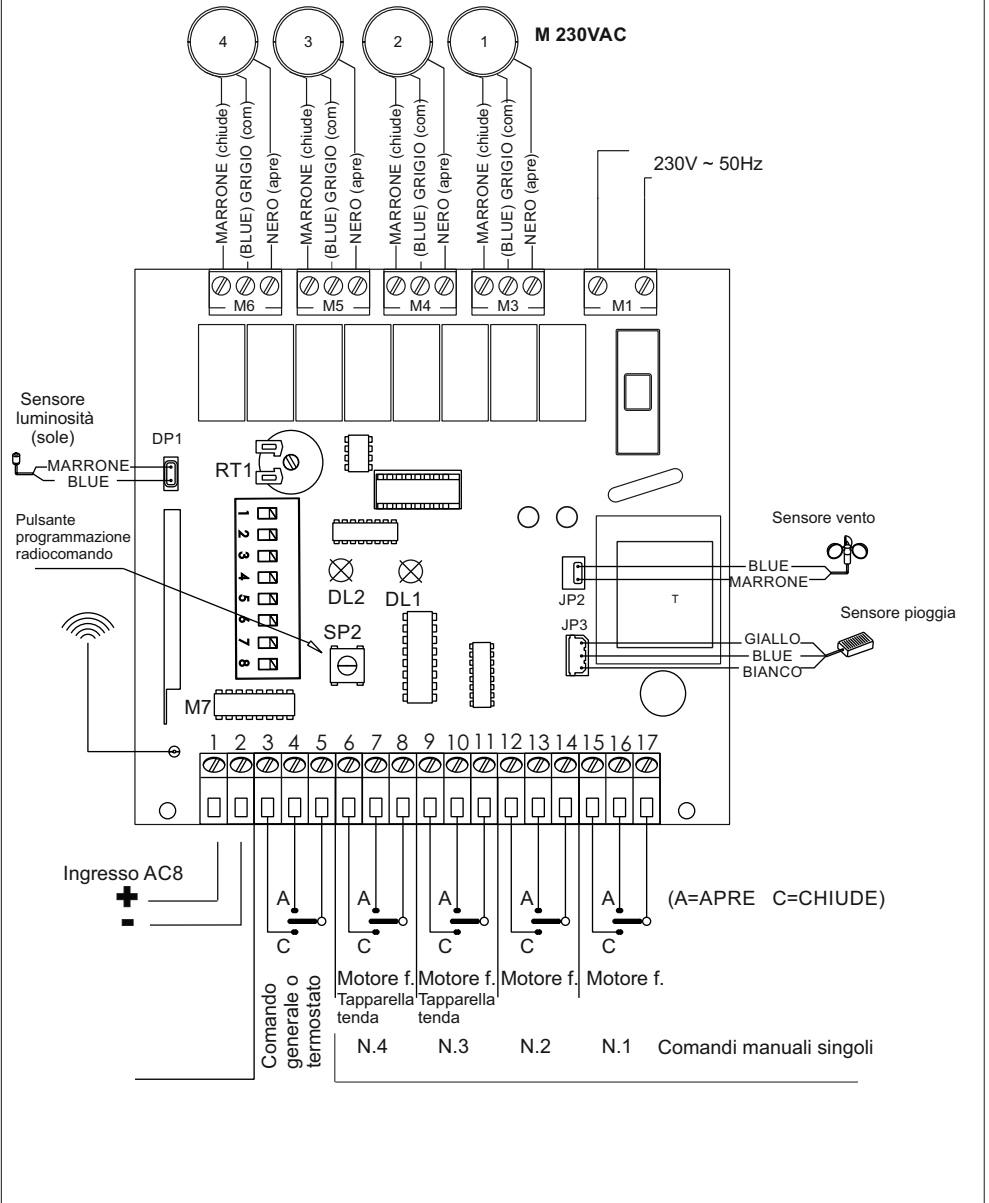 4 3 2 1 M 230VAC
MARRONE (chiude)
(BLUE) GRIGIO (com)
NERO (apre)
MARRONE (chiude)
(BLUE) GRIGIO (com)
NERO (apre)
MARRONE (chiude)
(BLUE) GRIGIO (com)
NERO (apre)
MARRONE (chiude)
(BLUE) GRIGIO (com)
NERO (apre)
230V ~ 50Hz
M6 M5 M4 M3 M1
Sensore
luminosità
(sole)
DP1
MARRONE
BLUE
RT1
Pulsante
programmazione
radiocomando
1
2
3
4
5
6
7
8
DL2 DL1
SP2
M7
Sensore vento
BLUE
MARRONE
JP2
T
Sensore pioggia
JP3
GIALLO
BLUE
BIANCO
1 2 3 4 5 6 7 8 9 10 11 12 13 14 15 16 17
Ingresso AC8
+
-
A A A A A (A=APRE C=CHIUDE)
C C C C C
Comando
generale o
termostato
Motore f.
Tapparella
tenda
N.4
Motore f.
Tapparella
tenda
N.3
Motore f.
N.2
Motore f.
N.1
Comandi manuali singoli